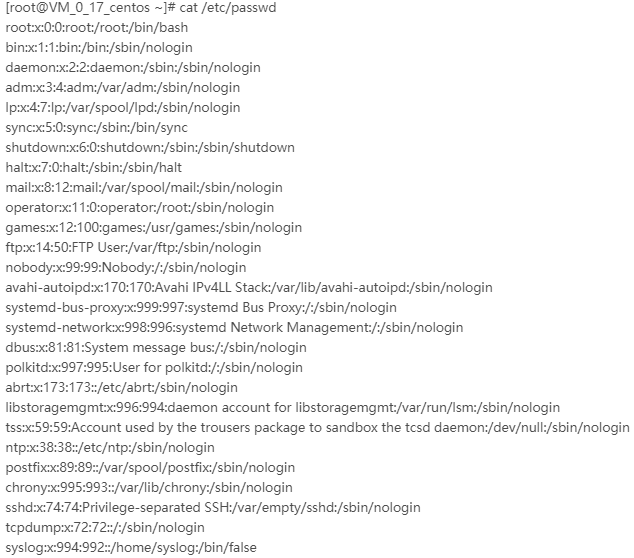 [root@VM_0_17_centos ~]# cat /etc/passwd
root:x:0:0:root:/root:/bin/bash
bin:x:1:1:bin:/bin:/sbin/nologin
daemon:x:2:2:daemon:/sbin:/sbin/nologin
adm:x:3:4:adm:/var/adm:/sbin/nologin
lp:x:4:7:lp:/var/spool/lpd:/sbin/nologin
sync:x:5:0:sync:/sbin:/bin/sync
shutdown:x:6:0:shutdown:/sbin:/sbin/shutdown
halt:x:7:0:halt:/sbin:/sbin/halt
mail:x:8:12:mail:/var/spool/mail:/sbin/nologin
operator:x:11:0:operator:/root:/sbin/nologin
games:x:12:100:games:/usr/games:/sbin/nologin
ftp:x:14:50:FTP User:/var/ftp:/sbin/nologin
nobody:x:99:99:Nobody:/:/sbin/nologin
avahi-autoipd:x:170:170:Avahi IPv4LL Stack:/var/lib/avahi-autoipd:/sbin/nologin
systemd-bus-proxy:x:999:997:systemd Bus Proxy:/:/sbin/nologin
systemd-network:x:998:996:systemd Network Management:/:/sbin/nologin
dbus:x:81:81:System message bus:/:/sbin/nologin
polkitd:x:997:995:User for polkitd:/:/sbin/nologin
abrt:x:173:173::/etc/abrt:/sbin/nologin
libstoragemgmt:x:996:994:daemon account for libstoragemgmt:/var/run/lsm:/sbin/nologin
tss:x:59:59:Account used by the trousers package to sandbox the tcsd daemon:/dev/null:/sbin/nologin
ntp:x:38:38::/etc/ntp:/sbin/nologin
postfix:x:89:89::/var/spool/postfix:/sbin/nologin
chrony:x:995:993::/var/lib/chrony:/sbin/nologin
sshd:x:74:74:Privilege-separated SSH:/var/empty/sshd:/sbin/nologin
tcpdump:x:72:72::/:/sbin/nologin
syslog:x:994:992::/home/syslog:/bin/false